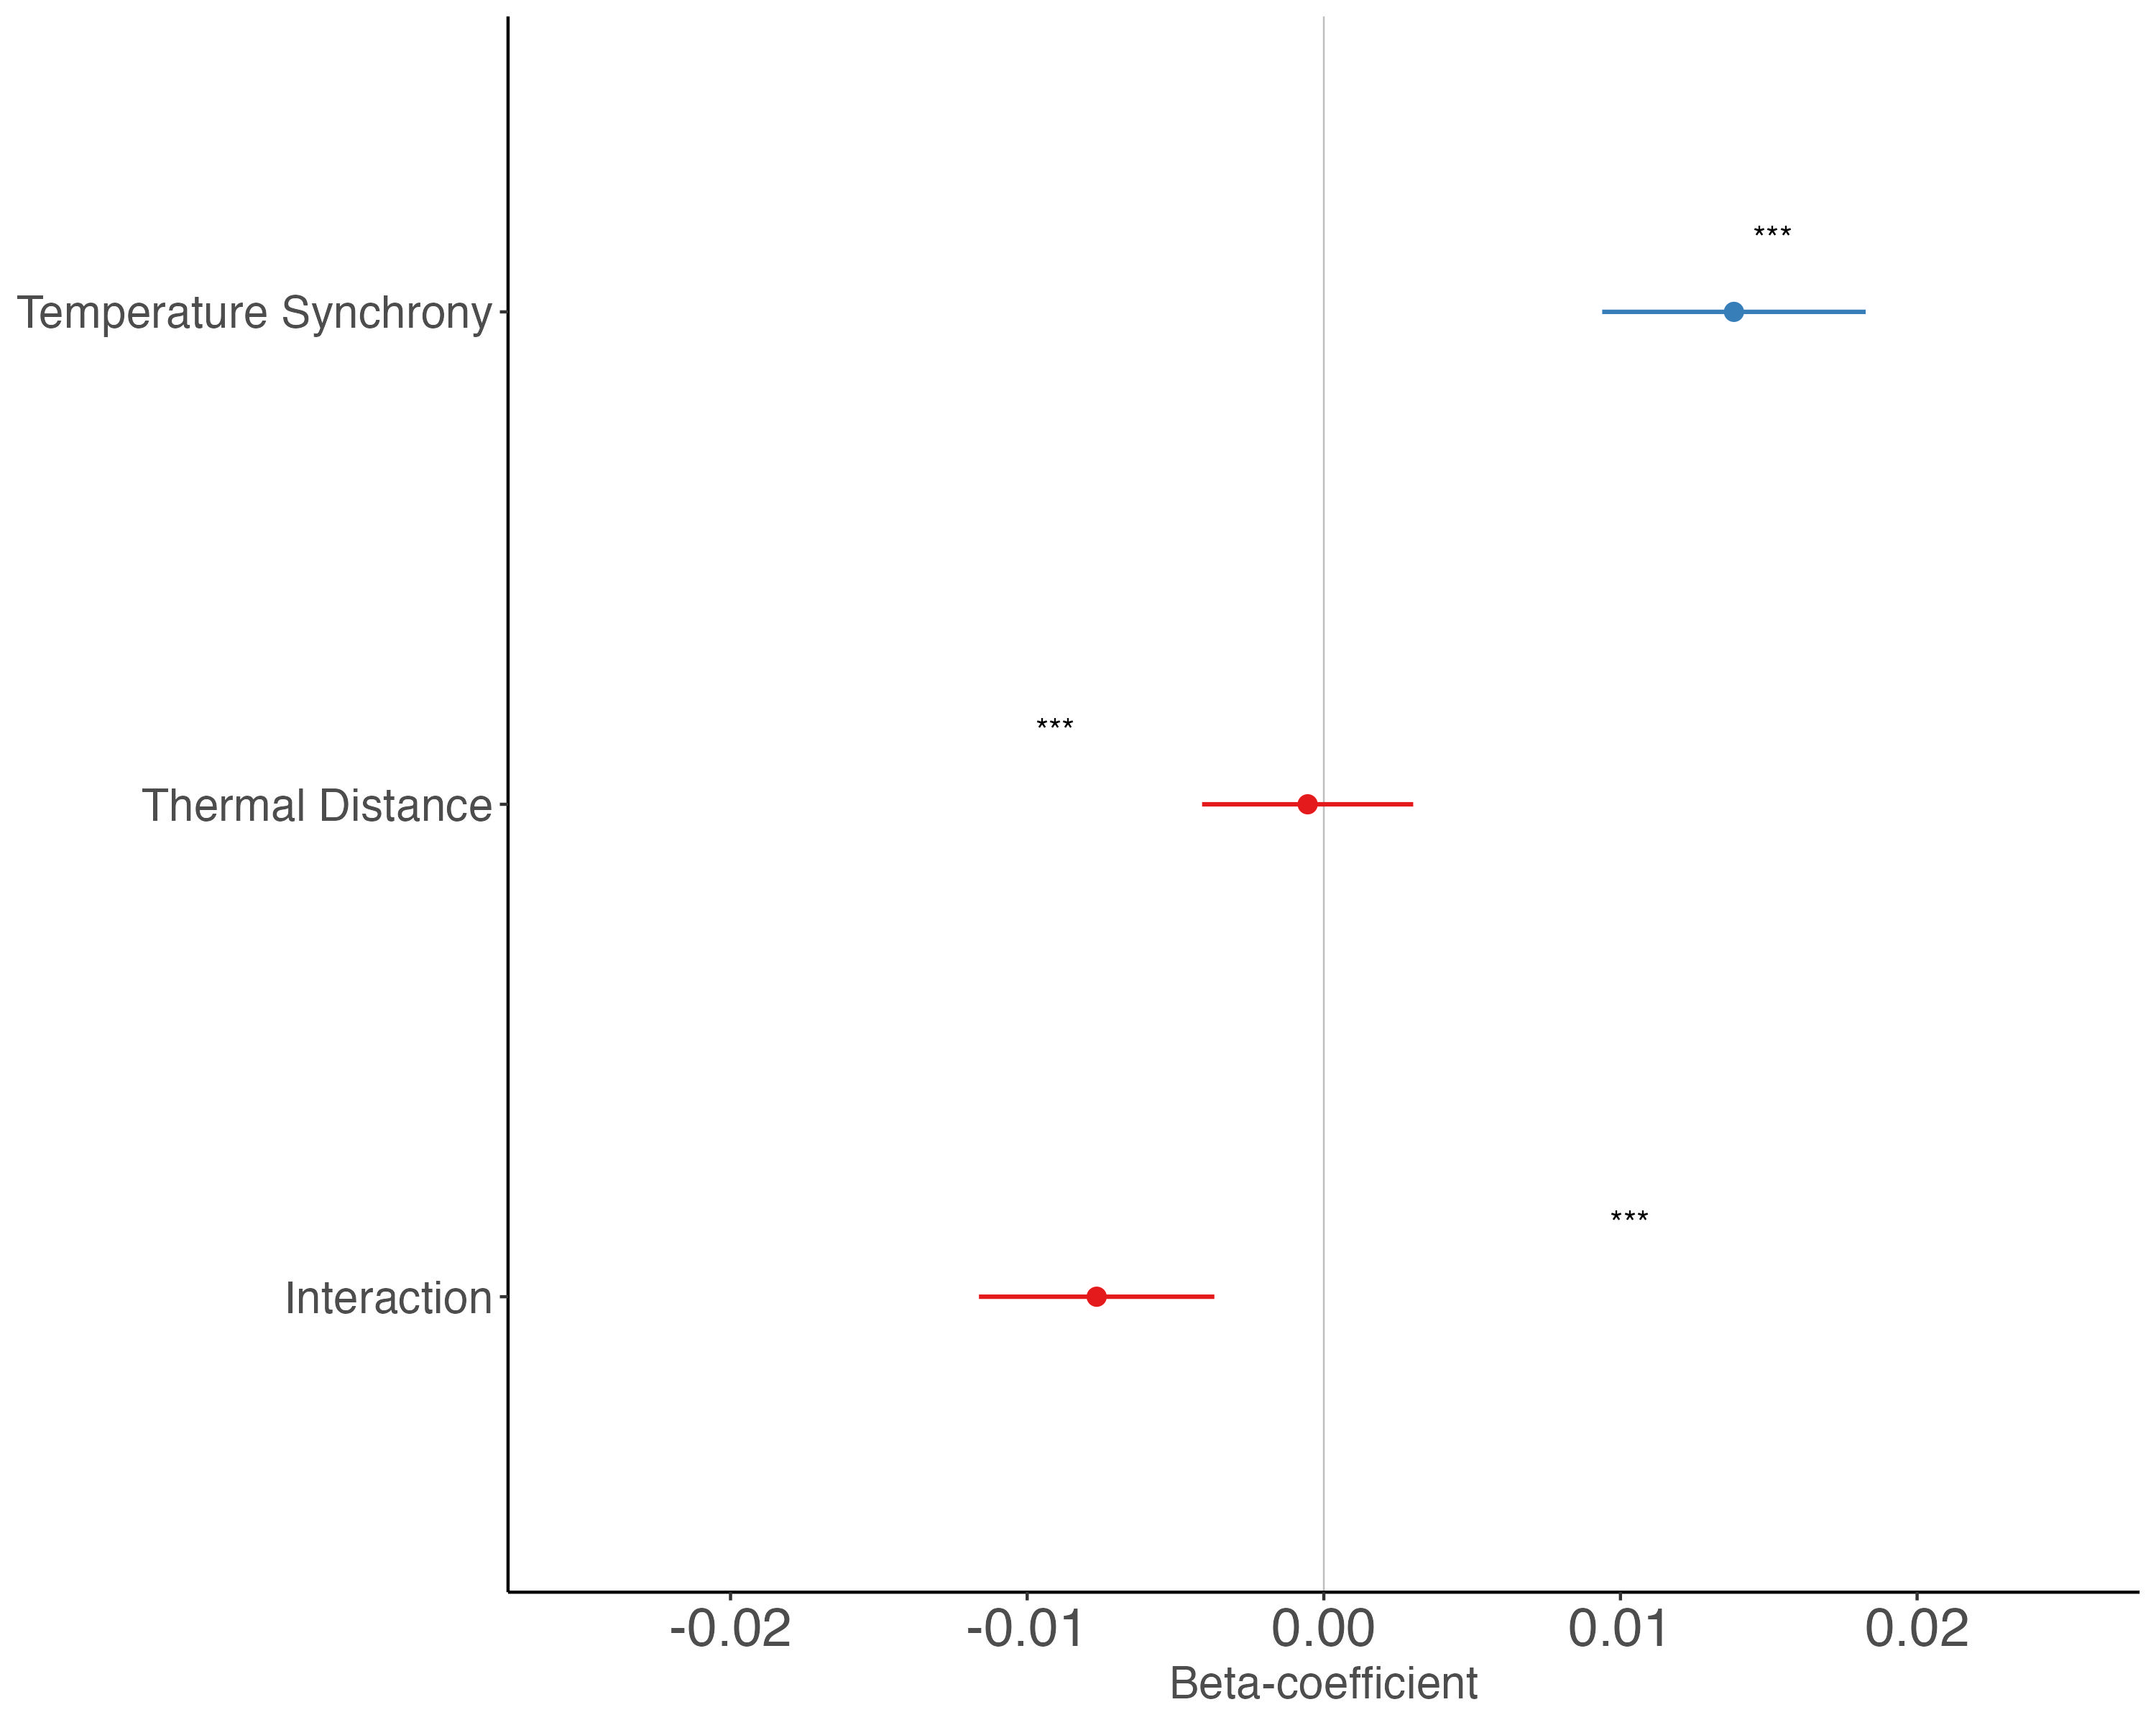 ***
Temperature Synchrony
***
Thermal Distance
***
Interaction
-0.02 -0.01 0.00 0.01 0.02
Beta-coefficient